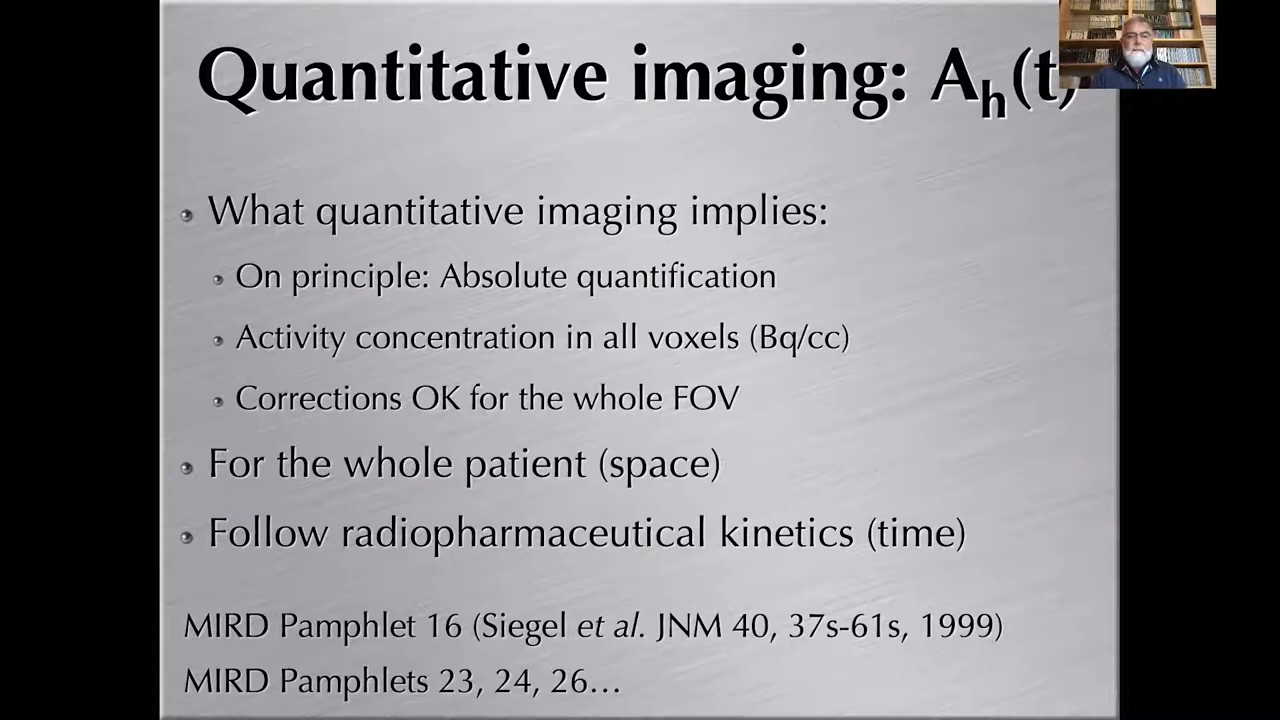 Quantitative imaging: Ah(t)
What quantitative imaging implies:
On principle: Absolute quantification
Activity concentration in all voxels (Bq/cc)
Corrections OK for the whole FOV
For the whole patient (space)
Follow radiopharmaceutical kinetics (time)
MIRD Pamphlet 16 (Siegel et al. JNM 40, 37s-61s, 1999)
MIRD Pamphlets 23, 24, 26…